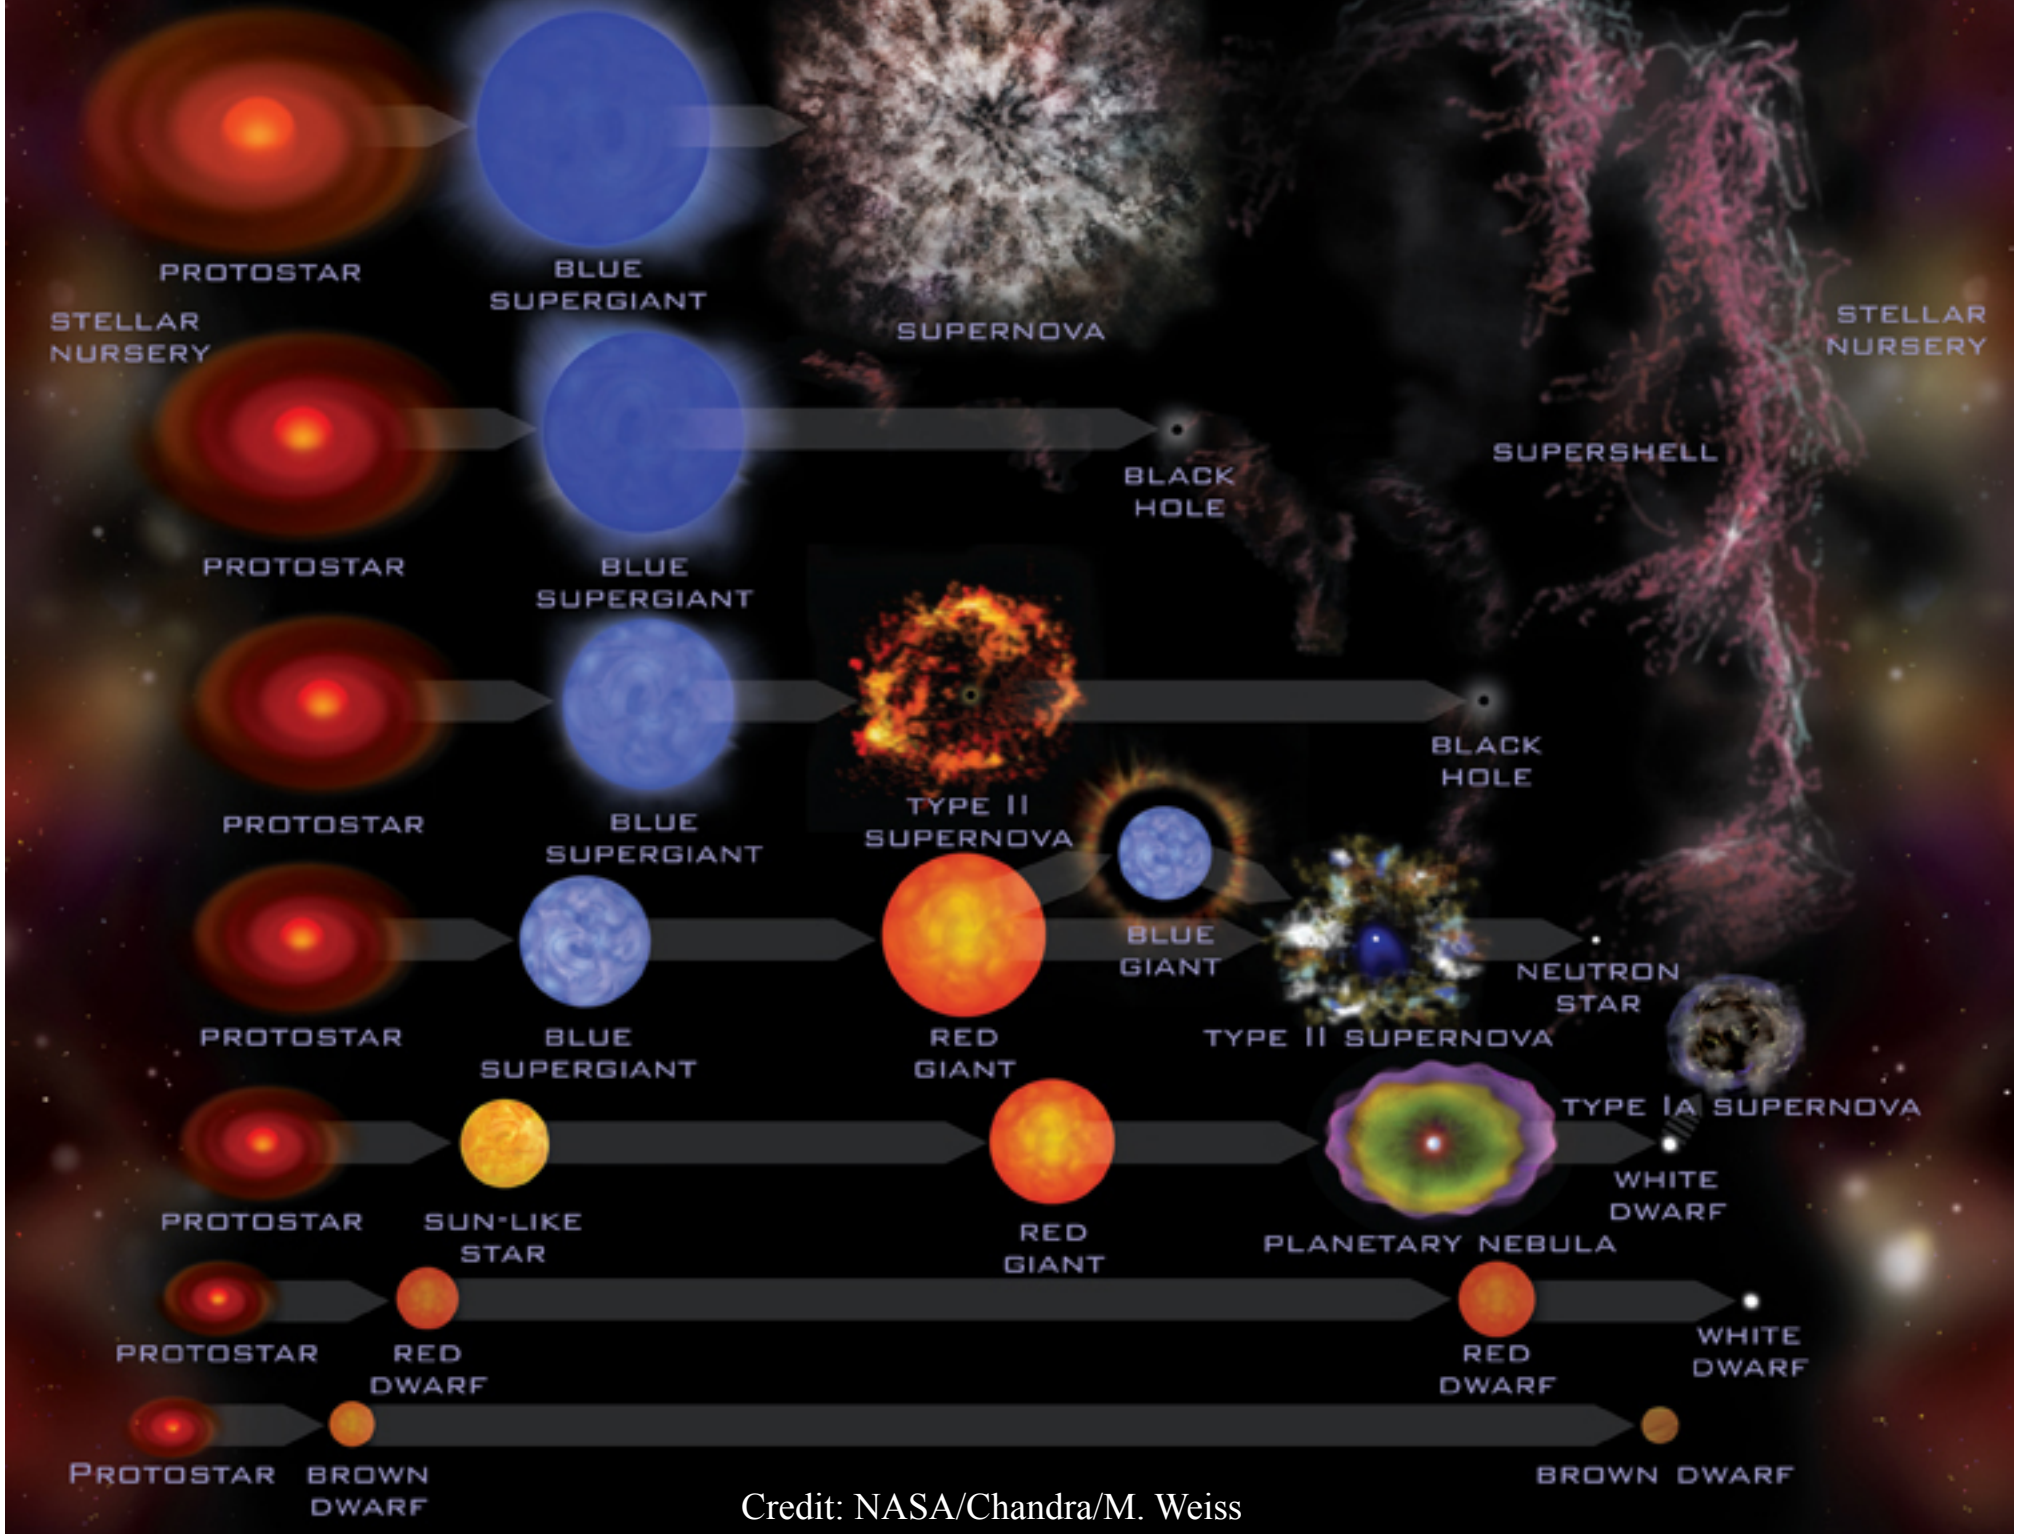 PROTOSTAR
BLUE
SUPERGIANT
SUPERNOVA
STELLAR
NURSERY
STELLAR
NURSERY
PROTOSTAR
BLUE
SUPERGIANT
BLACK
HOLE
SUPERSHELL
PROTOSTAR
BLUE
SUPERGIANT
TYPE II
SUPERNOVA
BLACK
HOLE
PROTOSTAR
BLUE
SUPERGIANT
RED
GIANT
BLUE
GIANT
TYPE II SUPERNOVA
NEUTRON
STAR
PROTOSTAR
SUN-LIKE
STAR
RED
GIANT
PLANETARY NEBULA
WHITE
DWARF
TYPE IA SUPERNOVA
PROTOSTAR
RED
DWARF
RED
DWARF
WHITE
DWARF
PROTOSTAR
BROWN
DWARF
BROWN DWARF
Credit: NASA/Chandra/M. Weiss